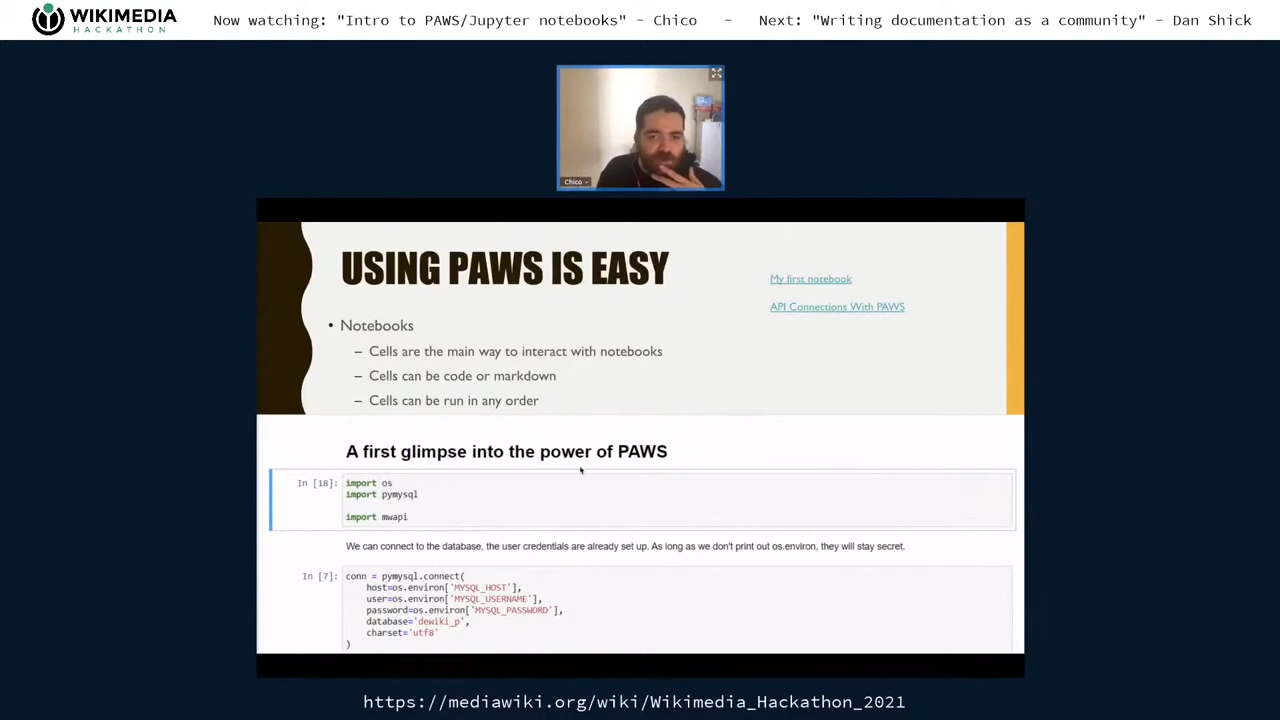 WIKIMEDIA
HACKATHON
Now watching: "Intro to PAWS/Jupyter notebooks" - Chico - Next: "Writing documentation as a community" - Dan Shick
Chico
USING PAWS IS EASY
My first notebook
API Connections With PAWS
• Notebooks
– Cells are the main way to interact with notebooks
– Cells can be code or markdown
– Cells can be run in any order
A first glimpse into the power of PAWS
In [18]: import os
import pymysql
import mwapi
We can connect to the database, the user credentials are already set up. As long as we don't print out os.environ, they will stay secret.
In [7]: conn = pymysql.connect(
host=os.environ['MYSQL_HOST'],
user=os.environ['MYSQL_USERNAME'],
password=os.environ['MYSQL_PASSWORD'],
database='dewiki_p',
charset='utf8'
)
https://mediawiki.org/wiki/Wikimedia_Hackathon_2021